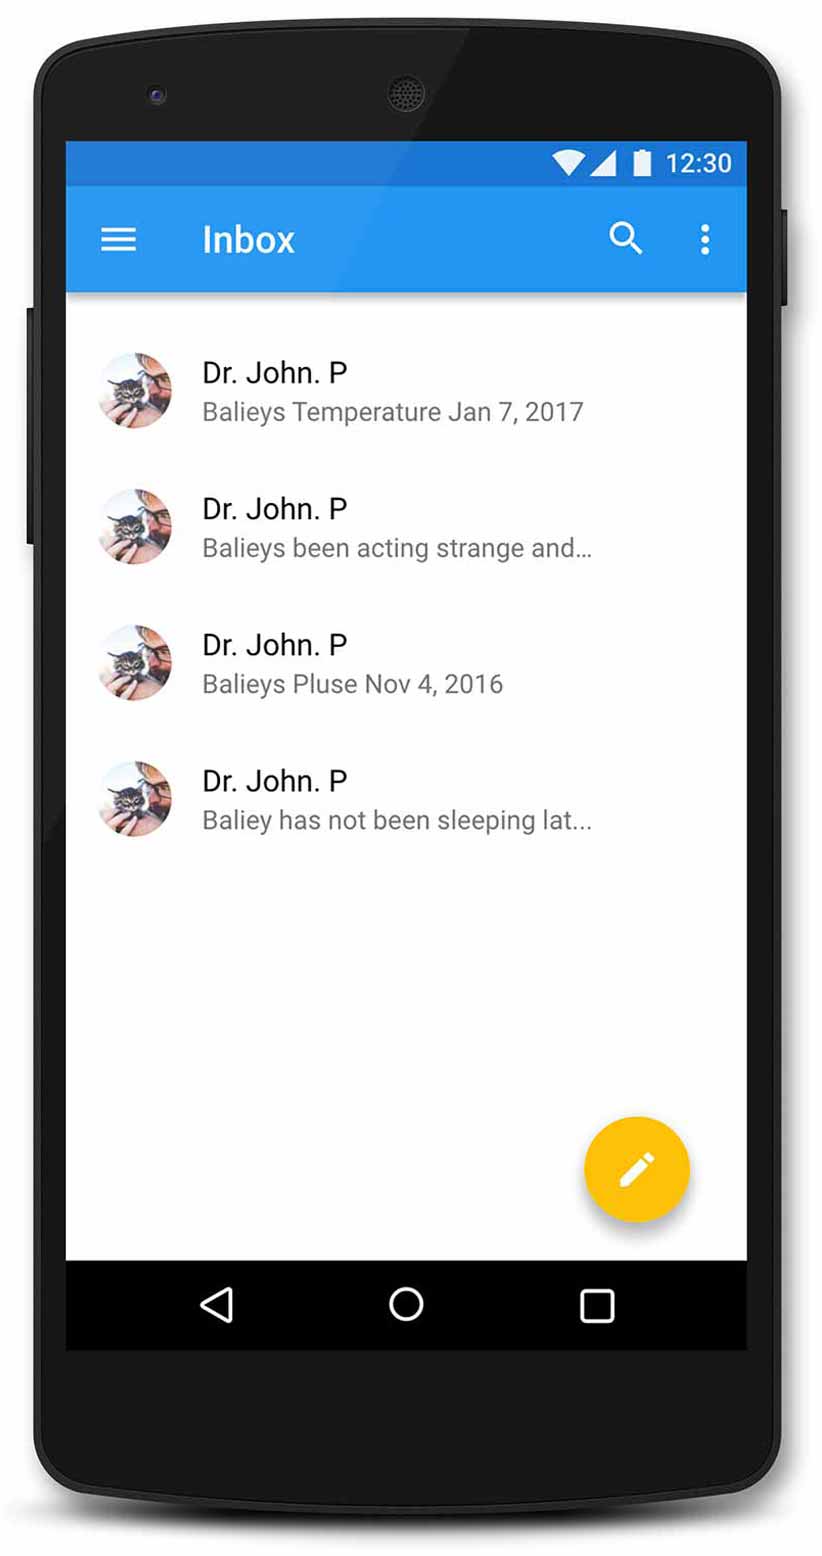 12:30
Inbox
Dr. John. P
Balieys Temperature Jan 7, 2017
Dr. John. P
Balieys been acting strange and…
Dr. John. P
Balieys Pluse Nov 4, 2016
Dr. John. P
Baliey has not been sleeping lat...